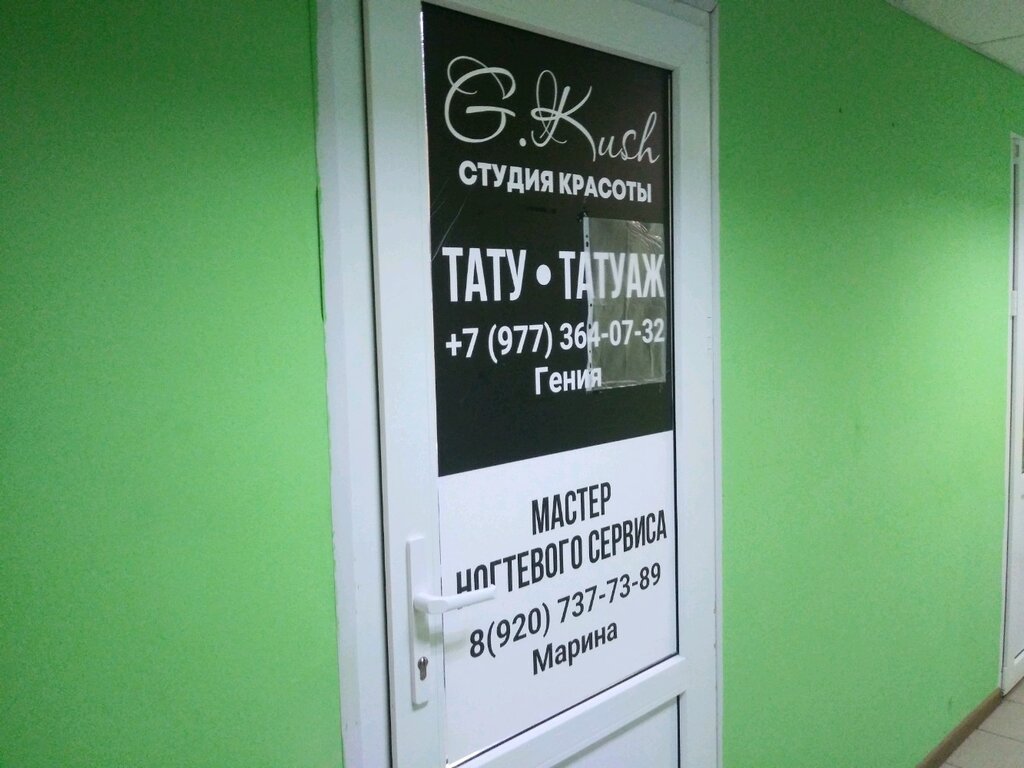 G.Kush
СТУДИЯ КРАСОТЫ
ТАТУ • ТАТУАЖ
+7 (977) 364-07-32
Гения
МАСТЕР
НОГТЕВОГО СЕРВИСА
8(920) 737-73-89
Марина